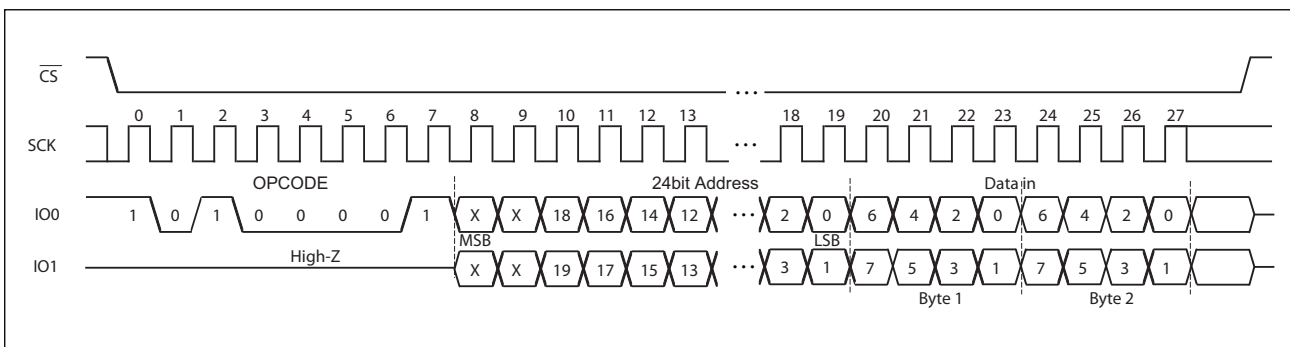 CS
...
0 1 2 3 4 5 6 7 8 9 10 11 12 13 18 19 20 21 22 23 24 25 26 27
SCK ...
OPCODE 24bit Address Data in
IO0 1 0 1 0 0 0 0 1 X X 18 16 14 12 ... 2 0 6 4 2 0 6 4 2 0
MSB LSB
IO1 High-Z X X 19 17 15 13 ... 3 1 7 5 3 1 7 5 3 1
Byte 1 Byte 2